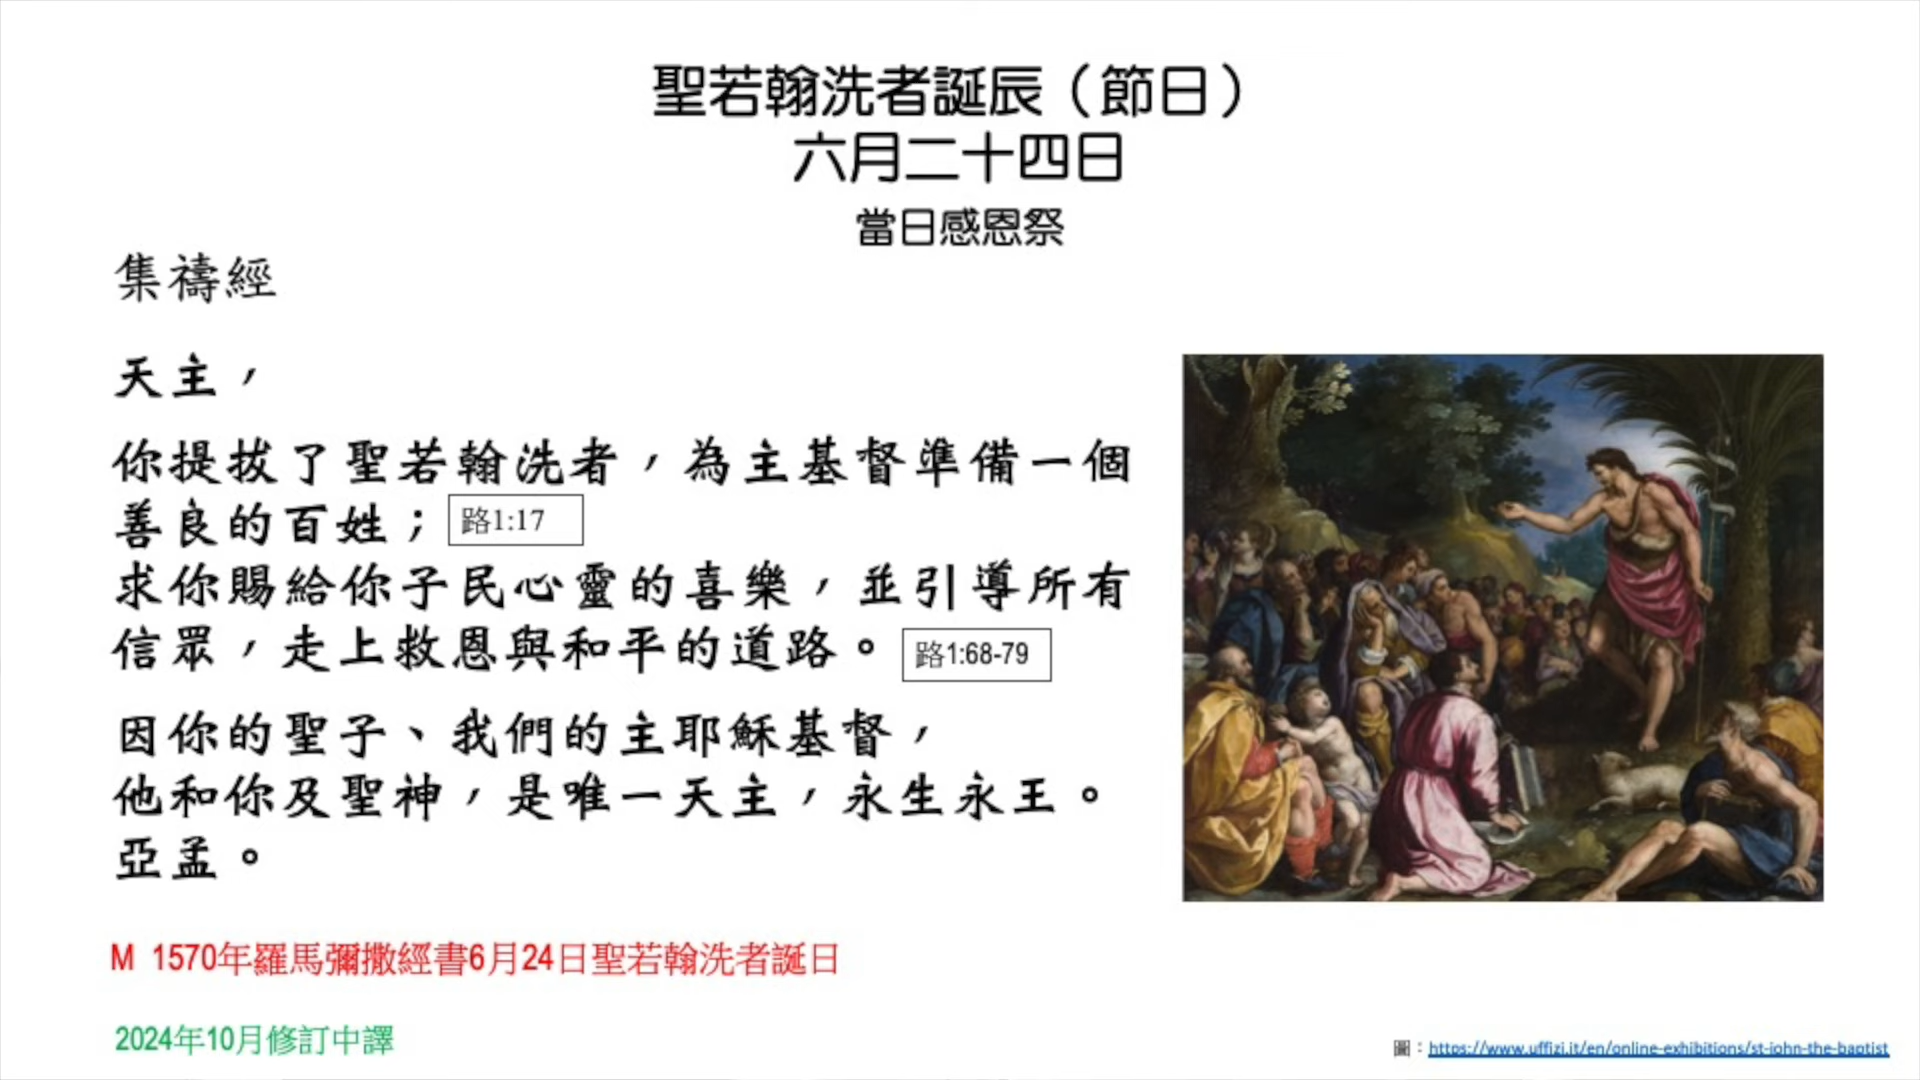 聖若翰洗者誕辰（節日）
六月二十四日
當日感恩祭
集禱經
天主，
你提拔了聖若翰洗者，為主基督準備一個
善良的百姓； 路1:17
求你賜給你子民心靈的喜樂，並引導所有
信眾，走上救恩與和平的道路。 路1:68-79
因你的聖子、我們的主耶穌基督，
他和你及聖神，是唯一天主，永生永王。
亞孟。
M 1570年羅馬彌撒經書6月24日聖若翰洗者誕日
2024年10月修訂中譯
圖：https://www.uffizi.it/en/online-exhibitions/st-john-the-baptist